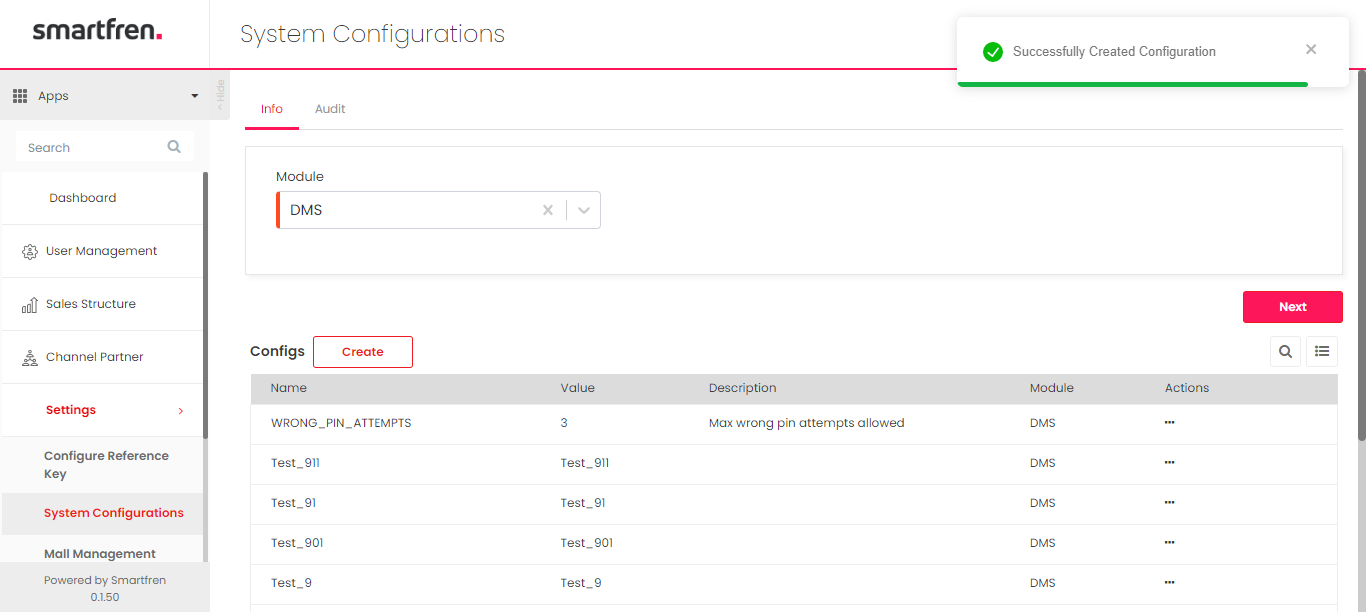 smartfren.
System Configurations
Successfully Created Configuration
Apps
< Hide
Info
Audit
Search
Dashboard
User Management
Sales Structure
Channel Partner
Settings
Configure Reference
Key
System Configurations
Mall Management
Powered by Smartfren
0.1.50
Module
DMS
Next
Configs
Create
Name Value Description Module Actions
WRONG_PIN_ATTEMPTS 3 Max wrong pin attempts allowed DMS
Test_911 Test_911 DMS
Test_91 Test_91 DMS
Test_901 Test_901 DMS
Test_9 Test_9 DMS